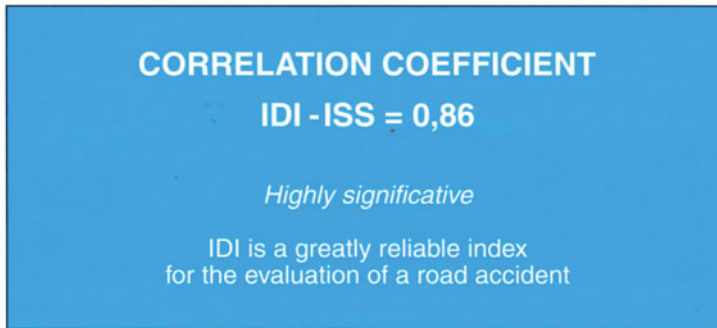 CORRELATION COEFFICIENT
IDI - ISS = 0,86
Highly significative
IDI is a greatly reliable index
for the evaluation of a road accident